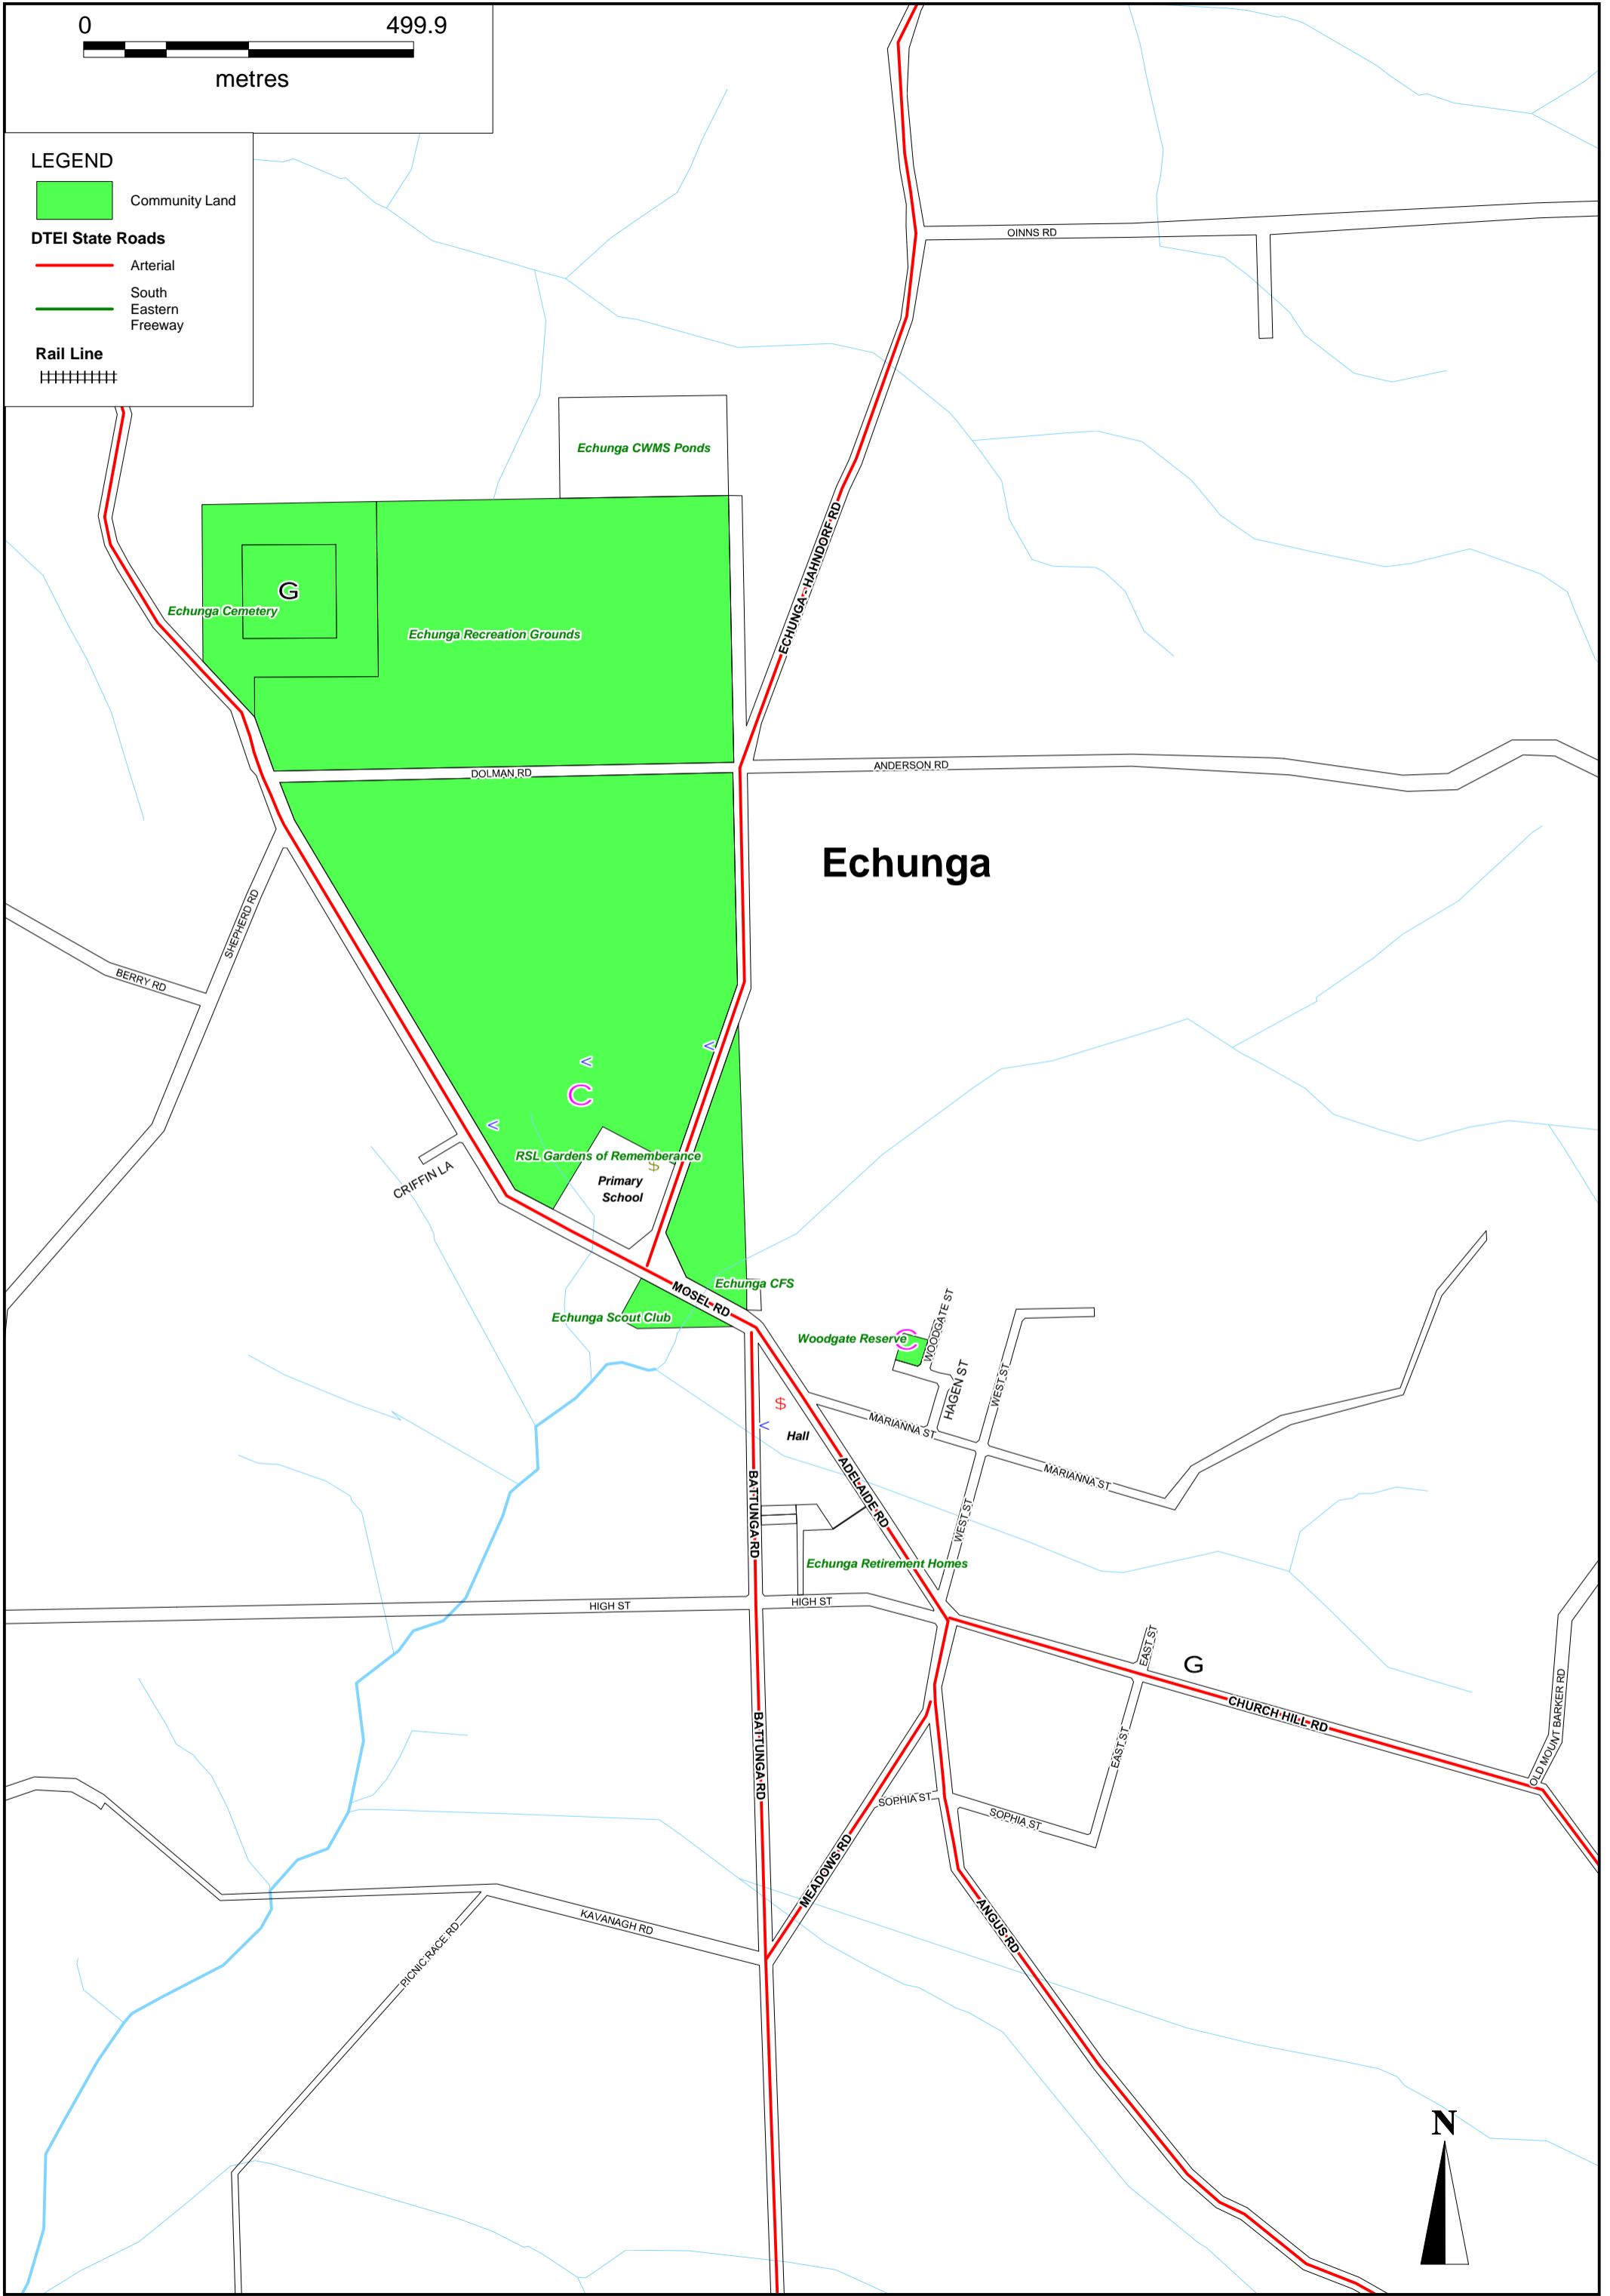 0 499.9
metres
LEGEND
Community Land
DTEI State Roads
Arterial
South
Eastern
Freeway
Rail Line
OINNS RD
Echunga CWMS Ponds
ECHUNGA - HAHNDORF RD
G
Echunga Cemetery
Echunga Recreation Grounds
DOLMAN RD
ANDERSON RD
Echunga
SHEPHERD RD
BERRY RD
<
<
C
<
RSL Gardens of Rememberance
$
Primary
School
CRIFFIN LA
Echunga CFS
MOSEL RD
Echunga Scout Club
WOODGATE ST
Woodgate Reserve
C
HAGEN ST
WEST ST
$
<
Hall
MARIANNA ST
MARIANNA ST
ADELAIDE RD
BATTUNGA RD
WEST ST
Echunga Retirement Homes
HIGH ST
HIGH ST
EAST ST
G
CHURCH HILL RD
OLD MOUNT BARKER RD
BATTUNGA RD
EAST ST
SOPHIA ST
SOPHIA ST
MEADOWS RD
KAVANAGH RD
PICNIC RACE RD
ANGUS RD
N